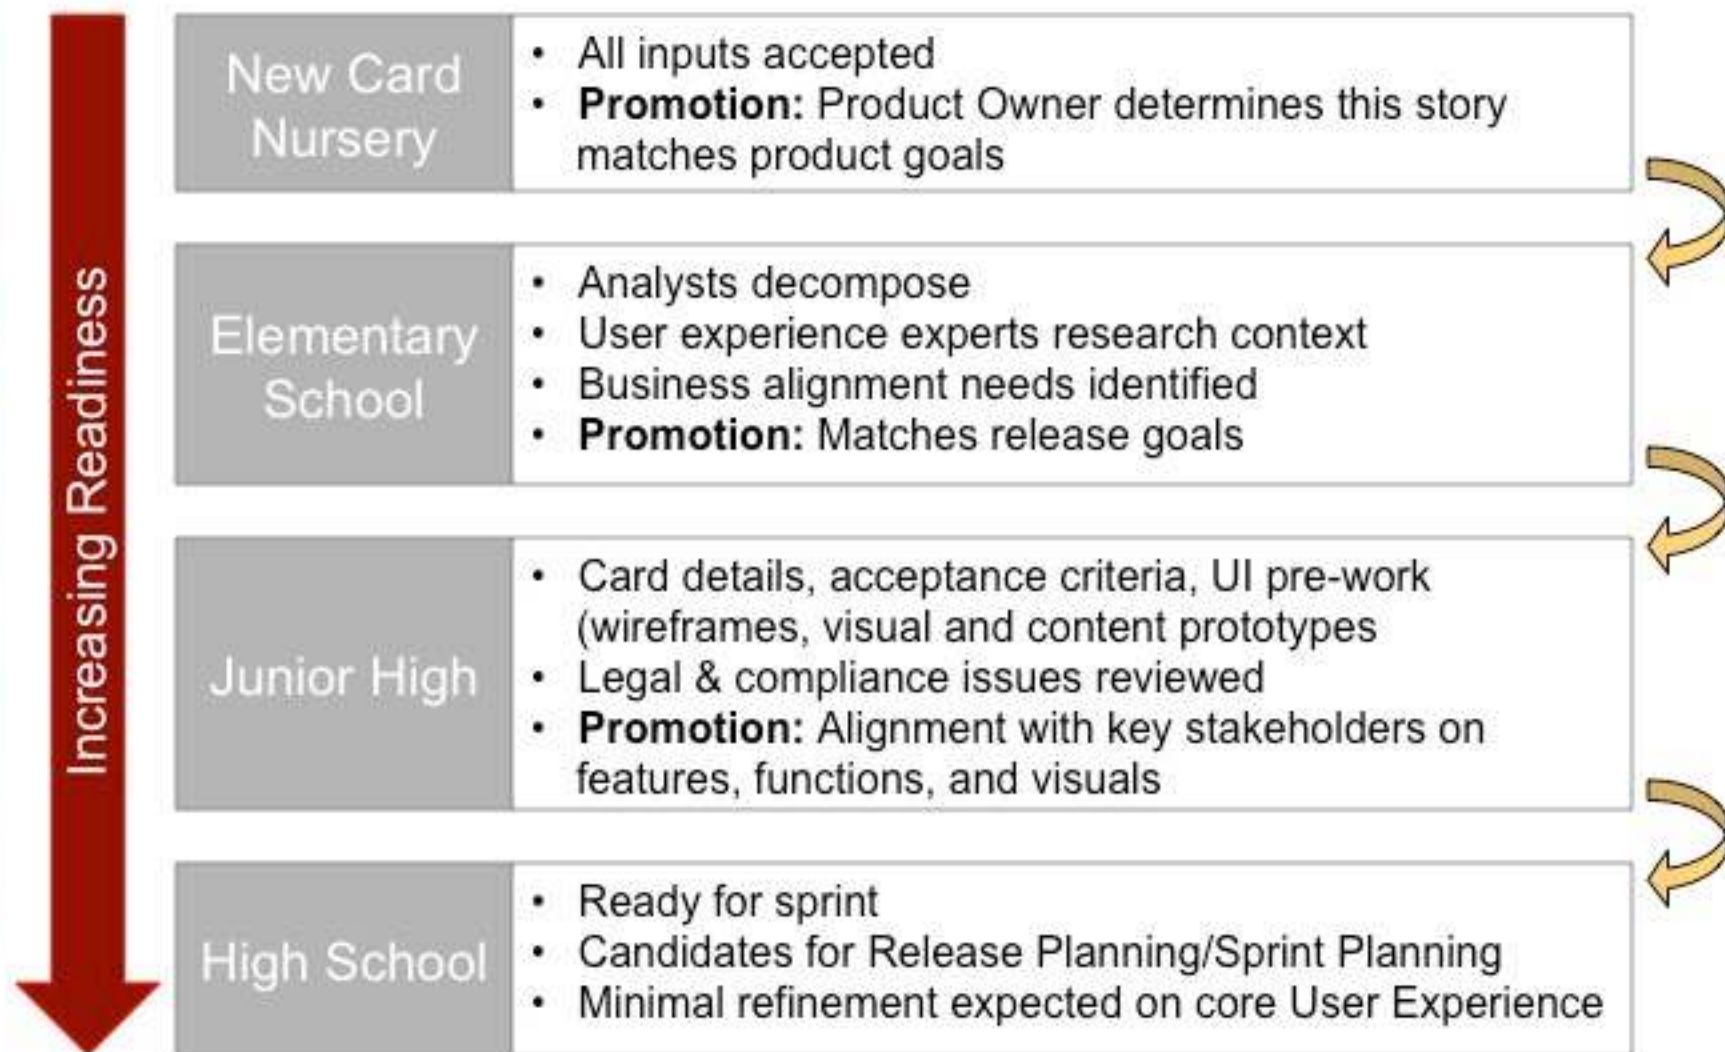 Increasing Readiness
New Card
Nursery
• All inputs accepted
• Promotion: Product Owner determines this story
matches product goals
Elementary
School
• Analysts decompose
• User experience experts research context
• Business alignment needs identified
• Promotion: Matches release goals
Junior High
• Card details, acceptance criteria, UI pre-work
(wireframes, visual and content prototypes
• Legal & compliance issues reviewed
• Promotion: Alignment with key stakeholders on
features, functions, and visuals
High School
• Ready for sprint
• Candidates for Release Planning/Sprint Planning
• Minimal refinement expected on core User Experience